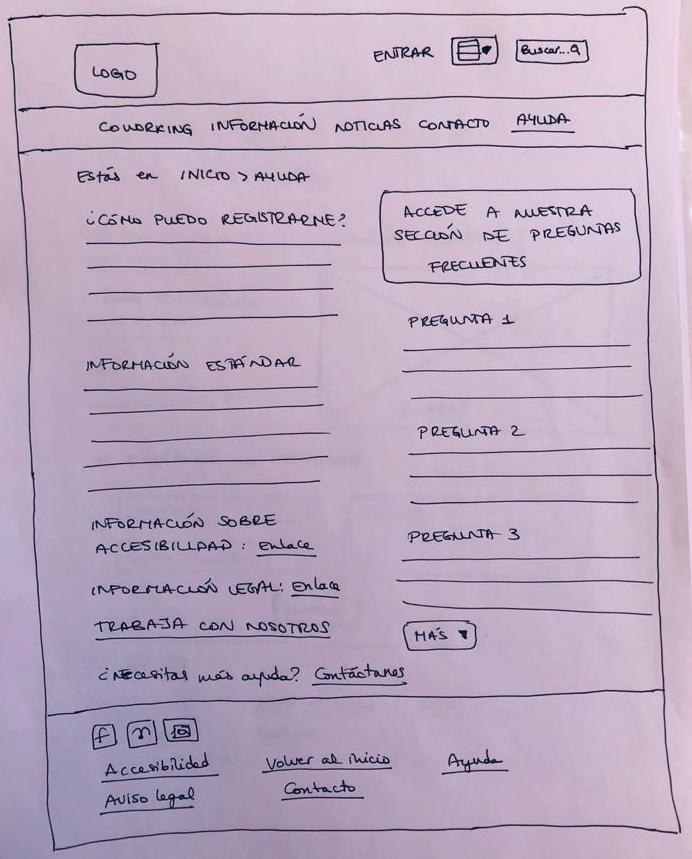 LOGO
ENTRAR
Buscar...
COWORKING INFORMACIÓN NOTICIAS CONTACTO AYUDA
Estás en INICIO > AYUDA
¿CÓMO PUEDO REGISTRARME?
INFORMACIÓN ESTÁNDAR
INFORMACIÓN SOBRE
ACCESIBILIDAD: Enlace
INFORMACIÓN LEGAL: Enlace
TRABAJA CON NOSOTROS
¿Necesitas más ayuda? Contáctanos
ACCEDE A NUESTRA
SECCIÓN DE PREGUNTAS
FRECUENTES
PREGUNTA 1
PREGUNTA 2
PREGUNTA 3
MÁS
f
Accesibilidad Volver al inicio Ayuda
Aviso legal Contacto